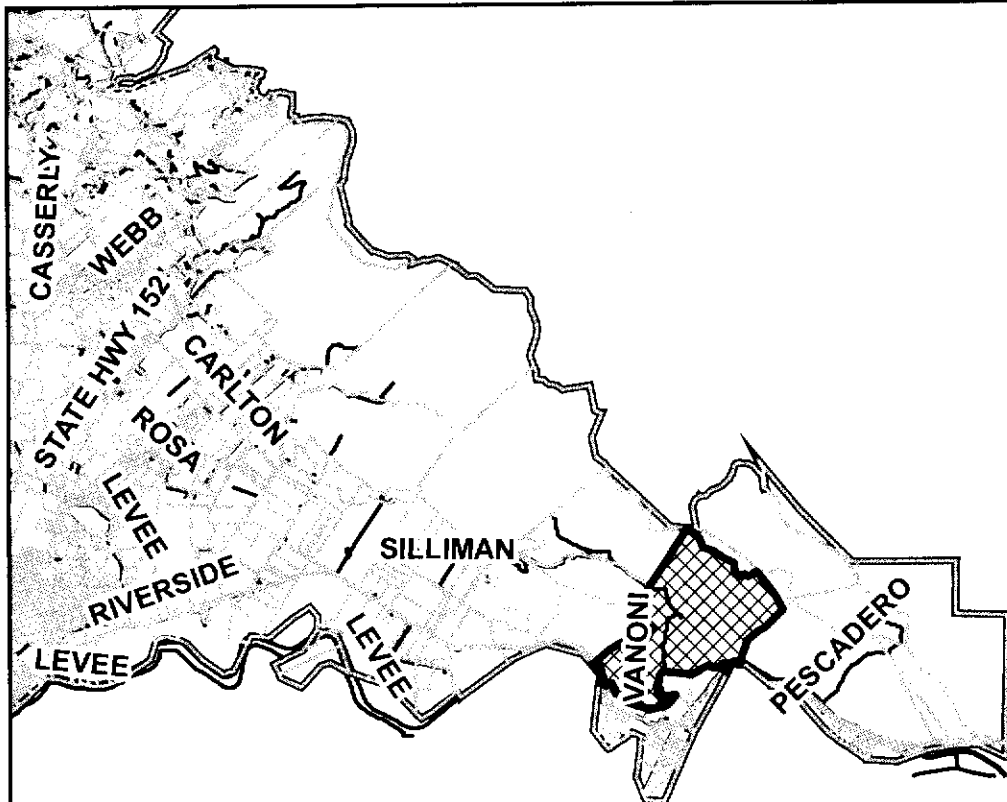 CASSERLY
WEBB
STATE HWY 152
CARLTON
ROSA
LEVEE
SILLIMAN
RIVERSIDE
LEVEE
LEVEE
VANONI
PESCADERO